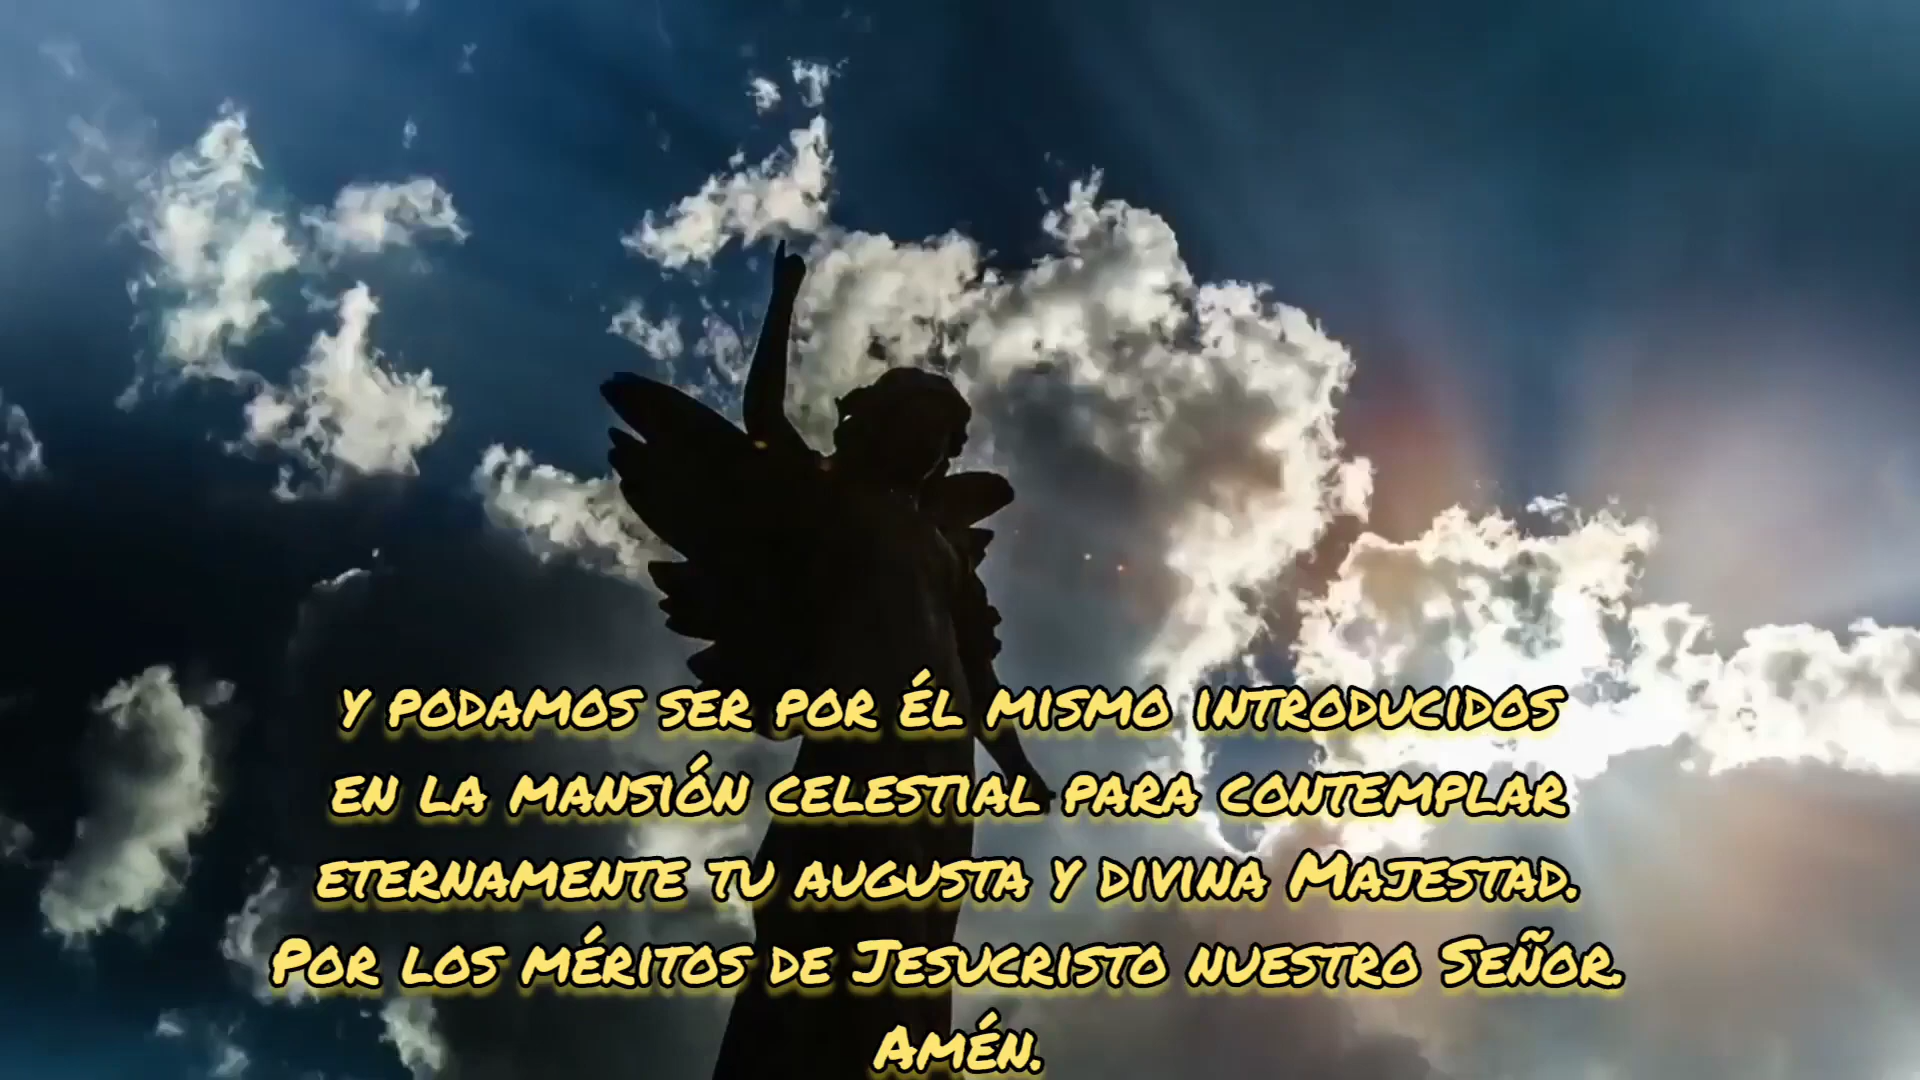 y podamos ser por él mismo introducidos
en la mansión celestial para contemplar
eternamente tu augusta y divina Majestad.
Por los méritos de Jesucristo nuestro Señor.
Amén.